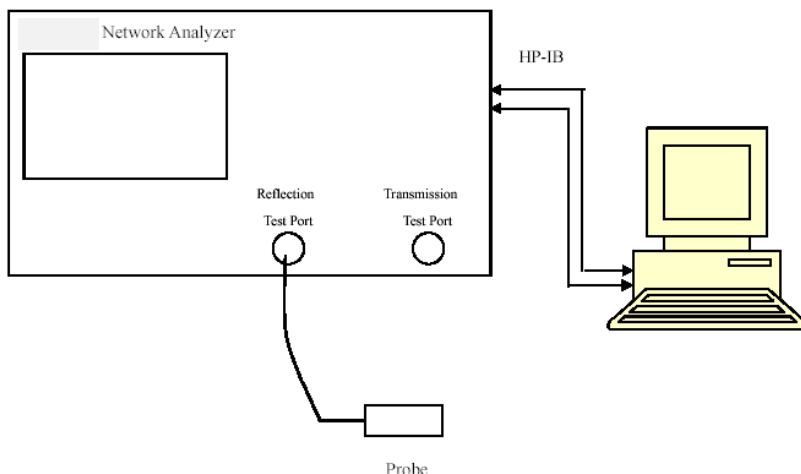 Network Analyzer
HP-IB
Reflection
Test Port
Transmission
Test Port
Probe